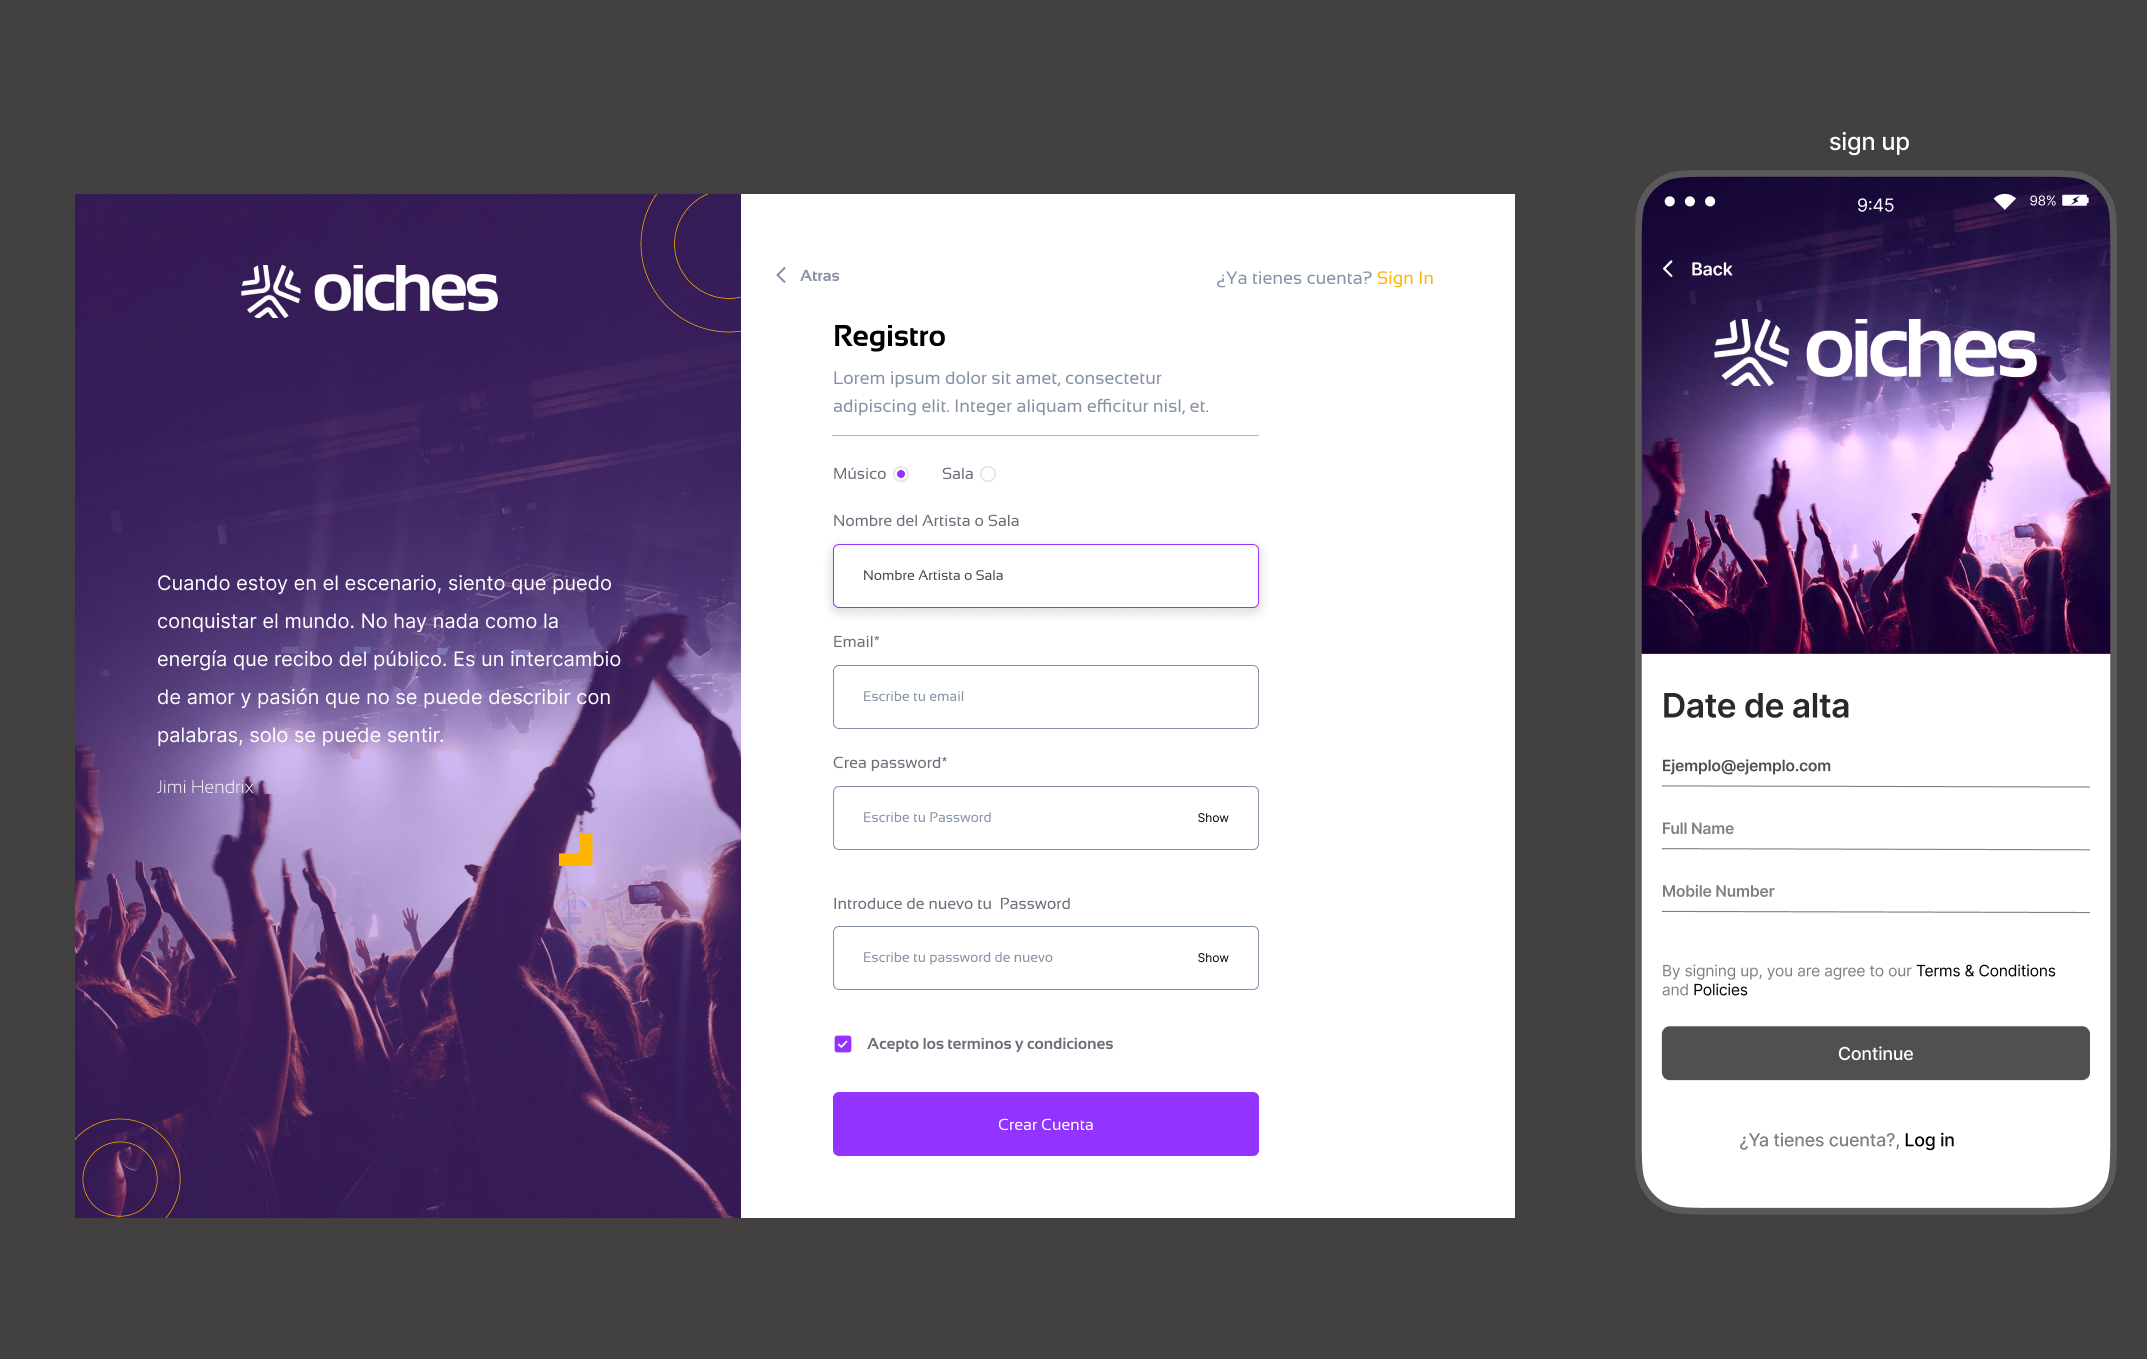 oiches
Cuando estoy en el escenario, siento que puedo
conquistar el mundo. No hay nada como la
energía que recibo del público. Es un intercambio
de amor y pasión que no se puede describir con
palabras, solo se puede sentir.
Jimi Hendrix
Atras
¿Ya tienes cuenta? Sign In
Registro
Lorem ipsum dolor sit amet, consectetur
adipiscing elit. Integer aliquam efficitur nisl, et.
Músico
Sala
Nombre del Artista o Sala
Nombre Artista o Sala
Email*
Escribe tu email
Crea password*
Escribe tu Password
Show
Introduce de nuevo tu  Password
Escribe tu password de nuevo
Show
Acepto los terminos y condiciones
Crear Cuenta
sign up
9:45
98%
Back
oiches
Date de alta
Ejemplo@ejemplo.com
Full Name
Mobile Number
By signing up, you are agree to our Terms & Conditions
and Policies
Continue
¿Ya tienes cuenta?, Log in